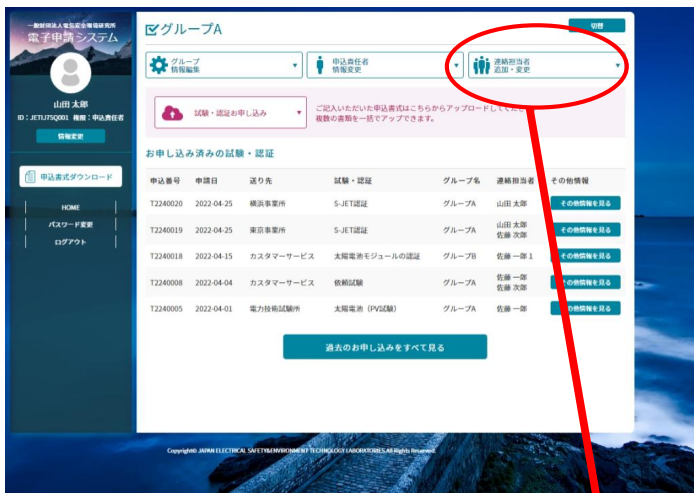 一般財団法人電気安全環境研究所
電子申請システム
山田 太郎
ID：JETIJ75Q001 権限：申込責任者
情報変更
申込書式ダウンロード
HOME
パスワード変更
ログアウト
グループA
切替
グループ
情報編集
申込責任者
情報変更
連絡担当者
追加・変更
試験・認証お申し込み
ご記入いただいた申込書式はこちらからアップロードしてください
複数の書類を一括でアップできます。
お申し込み済みの試験・認証
申込番号 申請日 送り先 試験・認証 グループ名 連絡担当者 その他情報
T2240020 2022-04-25 横浜事業所 S-JET認証 グループA 山田 太郎 その他情報を見る
T2240019 2022-04-25 東京事業所 S-JET認証 グループA 山田 太郎 佐藤 次郎 その他情報を見る
T2240018 2022-04-15 カスタマーサービス 太陽電池モジュールの認証 グループB 佐藤 一郎１ その他情報を見る
T2240008 2022-04-04 カスタマーサービス 依頼試験 グループA 佐藤 一郎 佐藤 次郎 その他情報を見る
T2240005 2022-04-01 電力技術試験所 太陽電池（PV試験） グループA 佐藤 一郎 その他情報を見る
過去のお申し込みをすべて見る
Copyright© JAPAN ELECTRICAL SAFETY&ENVIRONMENT TECHNOLOGY LABORATORIES.All Rights Reserved.